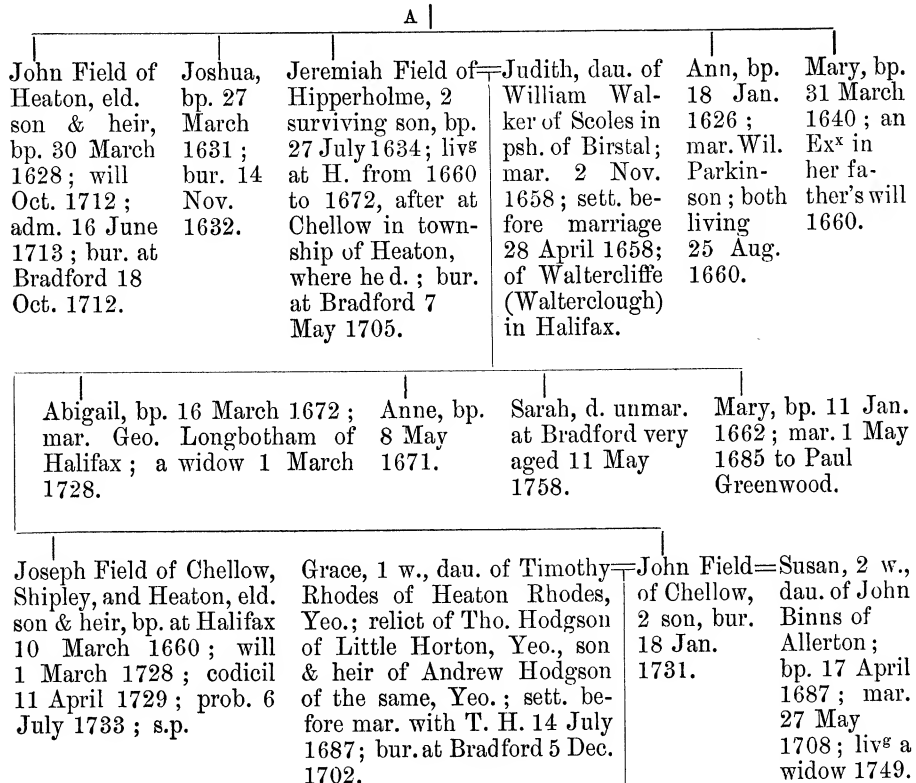 A
John Field of
Heaton, eld.
son & heir,
bp. 30 March
1628 ; will
Oct. 1712 ;
adm. 16 June
1713 ; bur. at
Bradford 18
Oct. 1712.
Joshua,
bp. 27
March
1631 ;
bur. 14
Nov.
1632.
Jeremiah Field of
Hipperholme, 2
surviving son, bp.
27 July 1634; livᵍ
at H. from 1660
to 1672, after at
Chellow in town-
ship of Heaton,
where he d. ; bur.
at Bradford 7
May 1705.
Judith, dau. of
William Wal-
ker of Scoles in
psh. of Birstal;
mar. 2 Nov.
1658 ; sett. be-
fore marriage
28 April 1658;
of Waltercliffe
(Walterclough)
in Halifax.
Ann, bp.
18 Jan.
1626 ;
mar. Wil.
Parkin-
son ; both
living
25 Aug.
1660.
Mary, bp.
31 March
1640 ; an
Exˣ in
her fa-
ther's will
1660.
Abigail, bp. 16 March 1672 ;
mar. Geo. Longbotham of
Halifax ; a widow 1 March
1728.
Anne, bp.
8 May
1671.
Sarah, d. unmar.
at Bradford very
aged 11 May
1758.
Mary, bp. 11 Jan.
1662 ; mar. 1 May
1685 to Paul
Greenwood.
Joseph Field of Chellow,
Shipley, and Heaton, eld.
son & heir, bp. at Halifax
10 March 1660 ; will
1 March 1728 ; codicil
11 April 1729 ; prob. 6
July 1733 ; s.p.
Grace, 1 w., dau. of Timothy
Rhodes of Heaton Rhodes,
Yeo.; relict of Tho. Hodgson
of Little Horton, Yeo., son
& heir of Andrew Hodgson
of the same, Yeo. ; sett. be-
fore mar. with T. H. 14 July
1687; bur. at Bradford 5 Dec.
1702.
John Field
of Chellow,
2 son, bur.
18 Jan.
1731.
Susan, 2 w.,
dau. of John
Binns of
Allerton ;
bp. 17 April
1687 ; mar.
27 May
1708 ; livᵍ a
widow 1749.